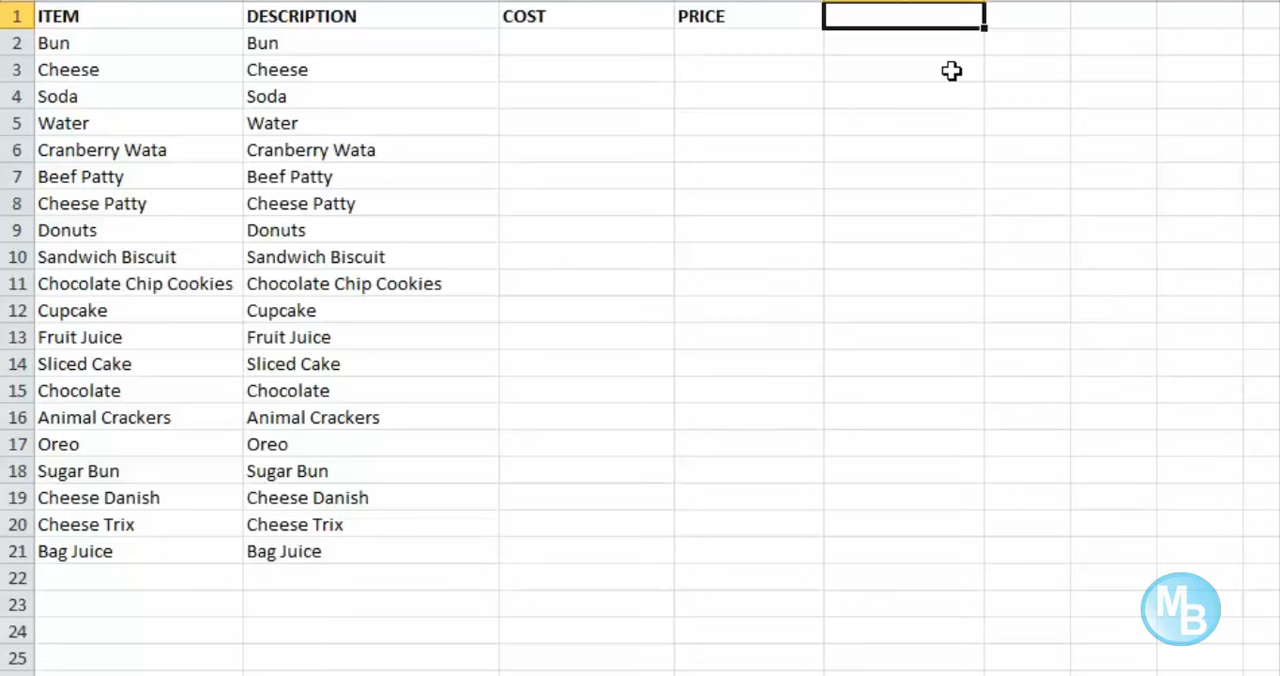 1 ITEM DESCRIPTION COST PRICE
2 Bun Bun
3 Cheese Cheese
4 Soda Soda
5 Water Water
6 Cranberry Wata Cranberry Wata
7 Beef Patty Beef Patty
8 Cheese Patty Cheese Patty
9 Donuts Donuts
10 Sandwich Biscuit Sandwich Biscuit
11 Chocolate Chip Cookies Chocolate Chip Cookies
12 Cupcake Cupcake
13 Fruit Juice Fruit Juice
14 Sliced Cake Sliced Cake
15 Chocolate Chocolate
16 Animal Crackers Animal Crackers
17 Oreo Oreo
18 Sugar Bun Sugar Bun
19 Cheese Danish Cheese Danish
20 Cheese Trix Cheese Trix
21 Bag Juice Bag Juice
22
23
24
25
MB